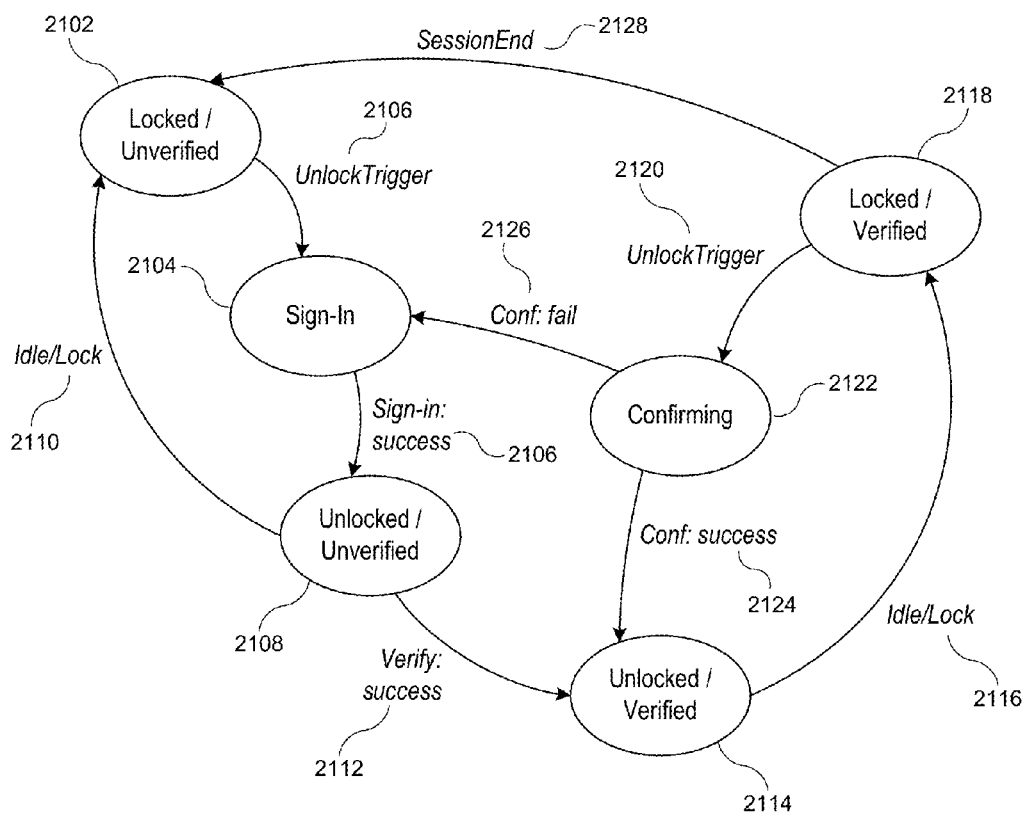 2102
SessionEnd
2128
Locked /
Unverified
2106
UnlockTrigger
2118
Locked /
Verified
2120
UnlockTrigger
2126
Conf: fail
2104
Sign-In
Idle/Lock
2110
Sign-in:
success
2106
Confirming
2122
Unlocked /
Unverified
2108
Conf: success
2124
Verify:
success
2112
Unlocked /
Verified
2114
Idle/Lock
2116